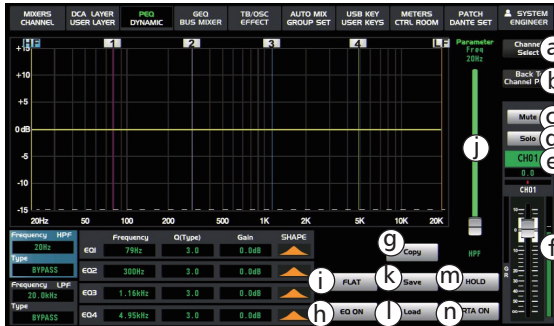 MIXERS DCA LAYER PEQ GEQ TB/OSC AUTO MIX USB KEY METERS PATCH SYSTEM
CHANNEL USER LAYER DYNAMIC BUS MIXER EFFECT GROUP SET USER KEYS CTRL ROOM DANTE SET ENGINEER
HF 1 2 3 4 LF
Parameter
Freq
20Hz
Channel
Select a
Back To
b
Mute c
Solo d
CH01 e
0.0
CH01
+15
+10
+5
0dB
-5
-10
-15
20Hz 50 100 200 500 1K 2K 5K 10K 20K
j
f
HPF
Frequency HPF
20Hz
Type
BYPASS
Frequency LPF
20.0kHz
Type
BYPASS
Frequency Q(Type) Gain SHAPE
EQ1 79Hz 3.0 0.0dB
EQ2 300Hz 3.0 0.0dB
EQ3 1.16kHz 3.0 0.0dB
EQ4 4.95kHz 3.0 0.0dB
g Copy
i FLAT k Save m HOLD
h EQ ON l Load n RTA ON